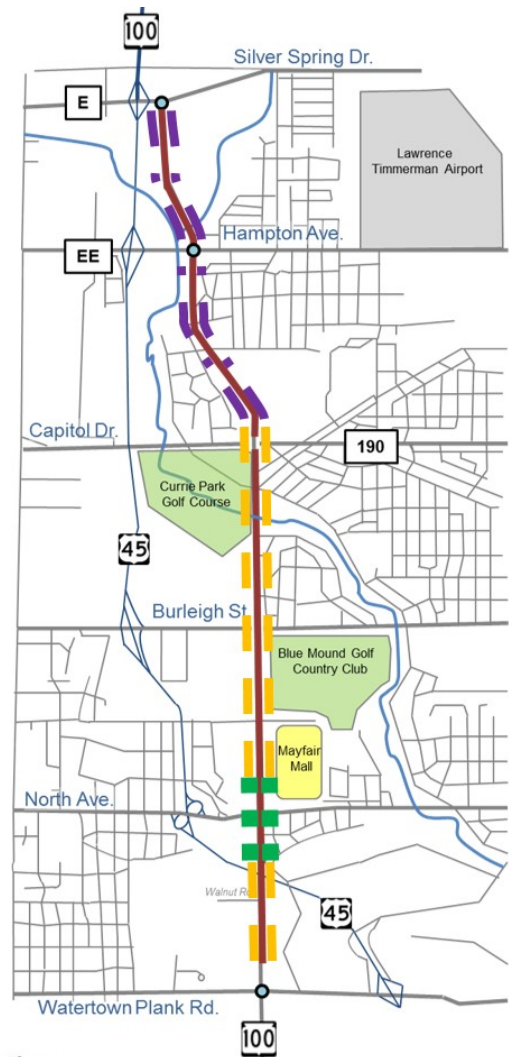 100
Silver Spring Dr.
E
Lawrence
Timmerman Airport
Hampton Ave.
EE
Capitol Dr.
190
Currie Park
Golf Course
45
Burleigh St
Blue Mound Golf
Country Club
Mayfair
Mall
North Ave.
Walnut R
45
Watertown Plank Rd.
100